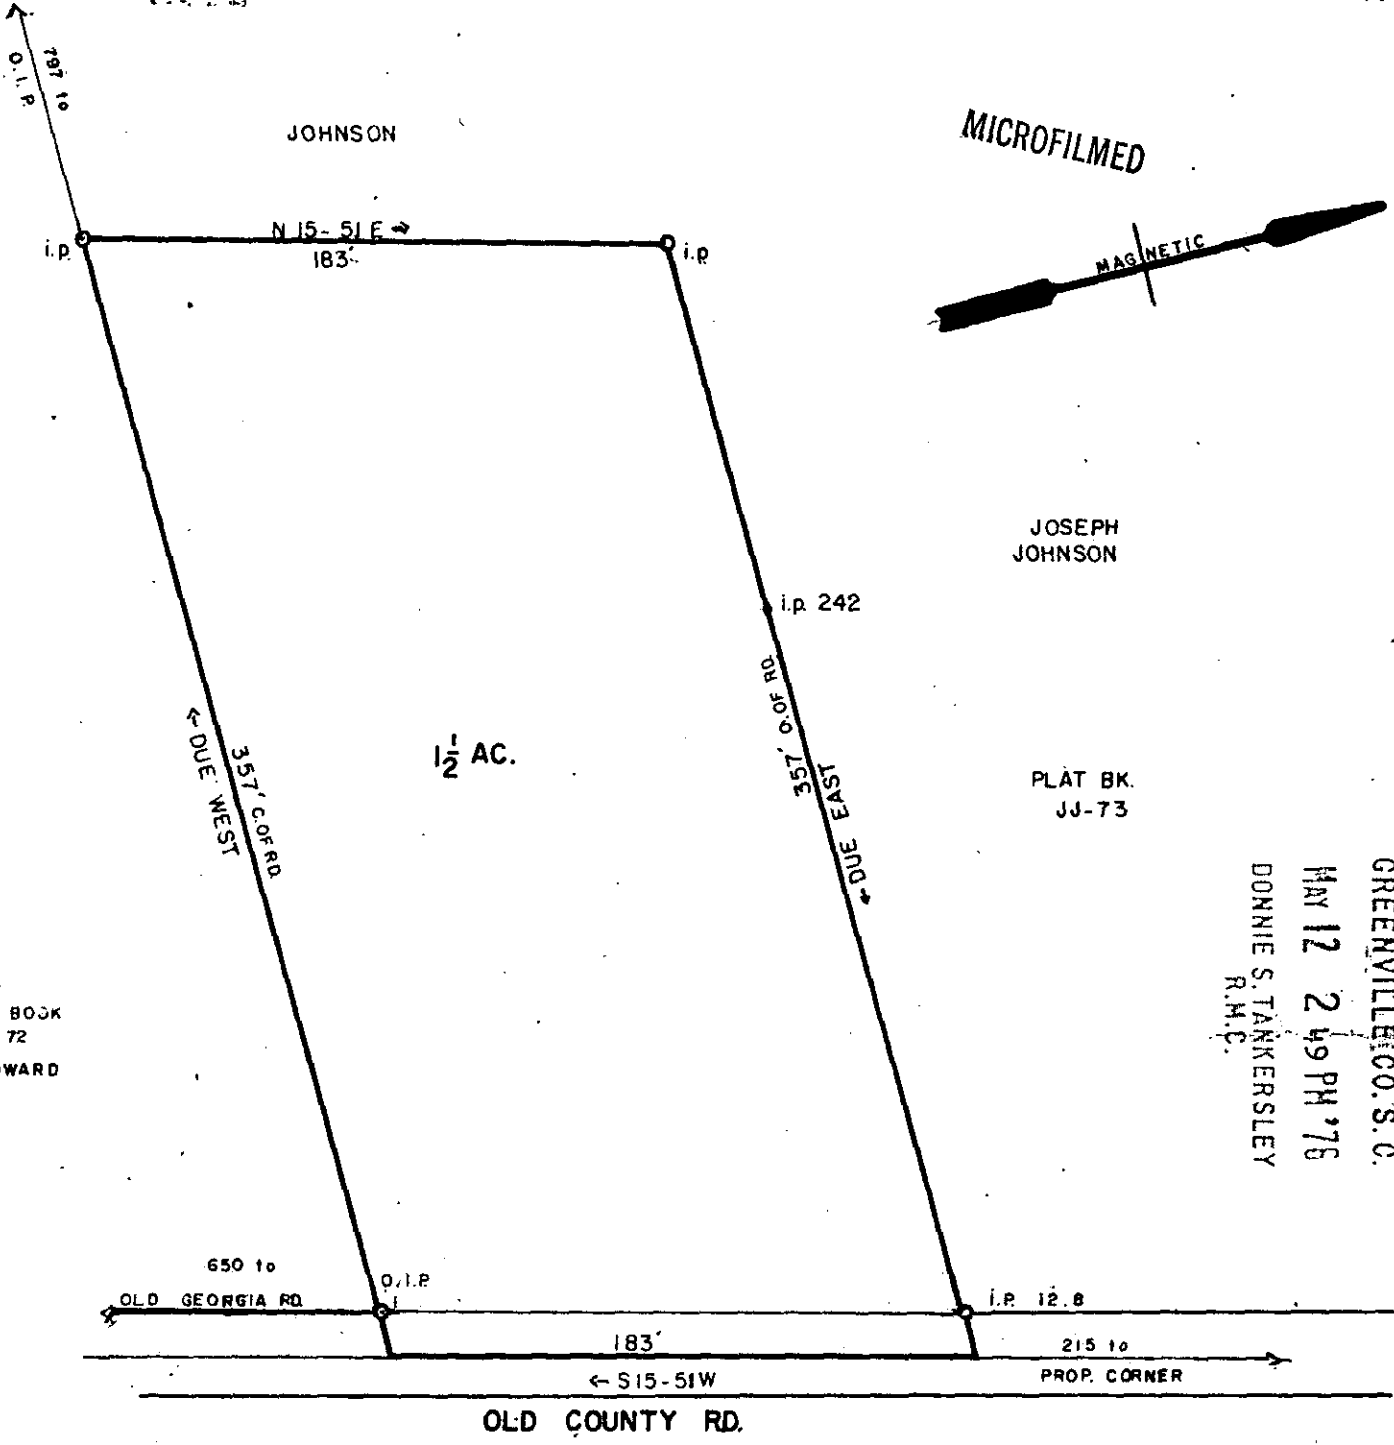 797 to
O.I.P.
JOHNSON
MICROFILMED
N 15-51 E →
183'
i.p.
i.p.
MAGNETIC
JOSEPH
JOHNSON
i.p. 242
357' C. OF RD.
← DUE EAST
← DUE WEST
357' C. OF RD.
1½ AC.
PLAT BK.
JJ-73
GREENVILLE CO. S. C.
MAY 12 2 49 PM '76
DONNIE S. TANKERSLEY
R.M.C.
BOOK
72
WARD
650 to
OLD GEORGIA RD.
O.I.P.
i.P. 12.8
183'
215 to
← S15-51W
PROP. CORNER
OLD COUNTY RD.